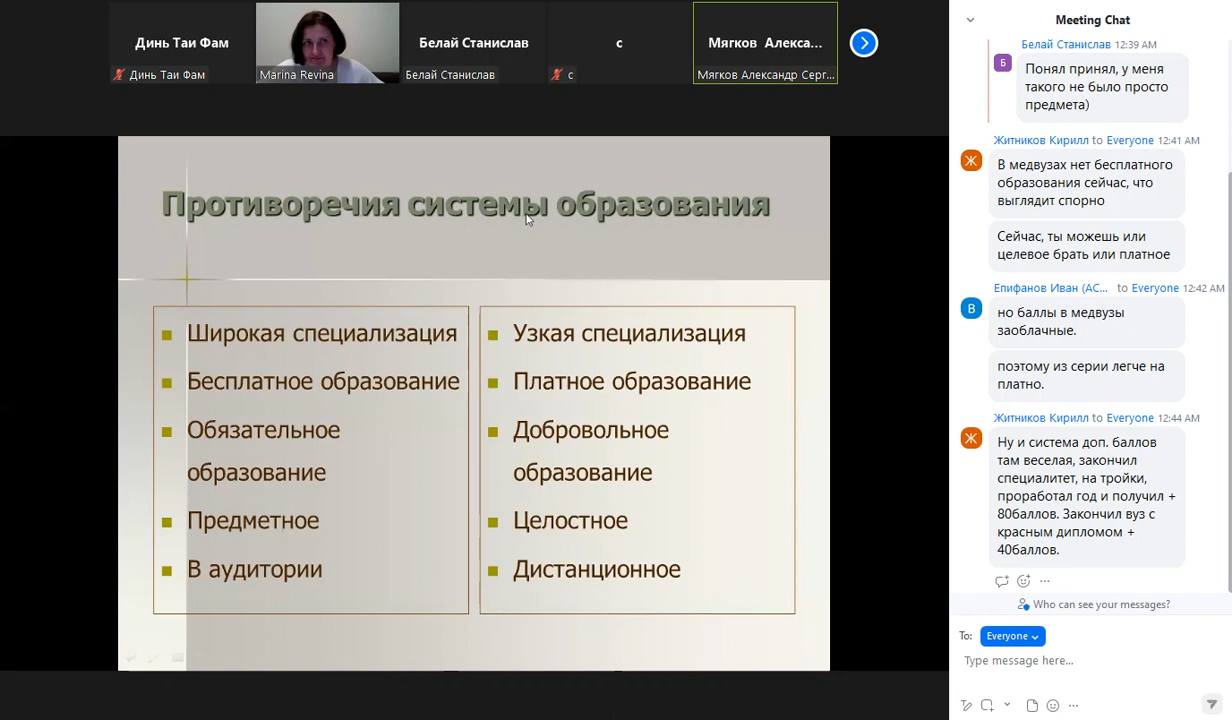 Динь Таи Фам
Динь Таи Фам
Marina Revina
Белай Станислав
Белай Станислав
с
с
Мягков Алекса...
Мягков Александр Серг...
Противоречия системы образования
Широкая специализация
Бесплатное образование
Обязательное
образование
Предметное
В аудитории
Узкая специализация
Платное образование
Добровольное
образование
Целостное
Дистанционное
Meeting Chat
Белай Станислав 12:39 AM
Б
Понял принял, у меня
такого не было просто
предмета)
Житников Кирилл to Everyone 12:41 AM
Ж
В медвузах нет бесплатного
образования сейчас, что
выглядит спорно
Сейчас, ты можешь или
целевое брать или платное
Епифанов Иван (АС... to Everyone 12:42 AM
В
но баллы в медвузы
заоблачные.
поэтому из серии легче на
платно.
Житников Кирилл to Everyone 12:44 AM
Ж
Ну и система доп. баллов
там веселая, закончил
специалитет, на тройки,
проработал год и получил +
80баллов. Закончил вуз с
красным дипломом +
40баллов.
Who can see your messages?
To: Everyone
Type message here...